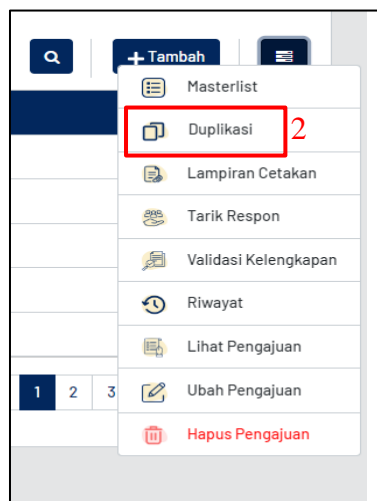 + Tambah
Masterlist
Duplikasi 2
Lampiran Cetakan
Tarik Respon
Validasi Kelengkapan
Riwayat
Lihat Pengajuan
1 2 3 Ubah Pengajuan
Hapus Pengajuan